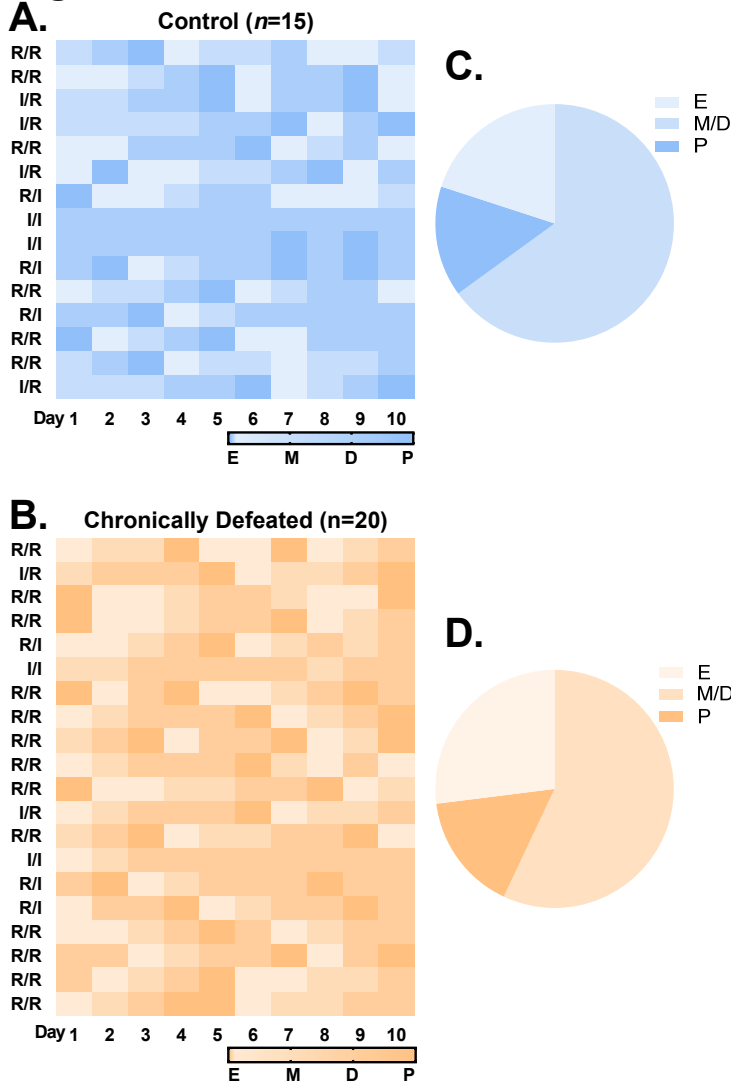 A.
Control (n=15)
R/R
R/R
I/R
I/R
R/R
I/R
R/I
I/I
I/I
R/I
R/R
R/I
R/R
R/R
I/R
Day 1 2 3 4 5 6 7 8 9 10
E M D P
C.
E
M/D
P
B.
Chronically Defeated (n=20)
R/R
I/R
R/R
R/R
R/I
I/I
R/R
R/R
R/R
R/R
R/R
I/R
R/R
I/I
R/I
R/I
R/R
R/R
R/R
R/R
Day 1 2 3 4 5 6 7 8 9 10
E M D P
D.
E
M/D
P